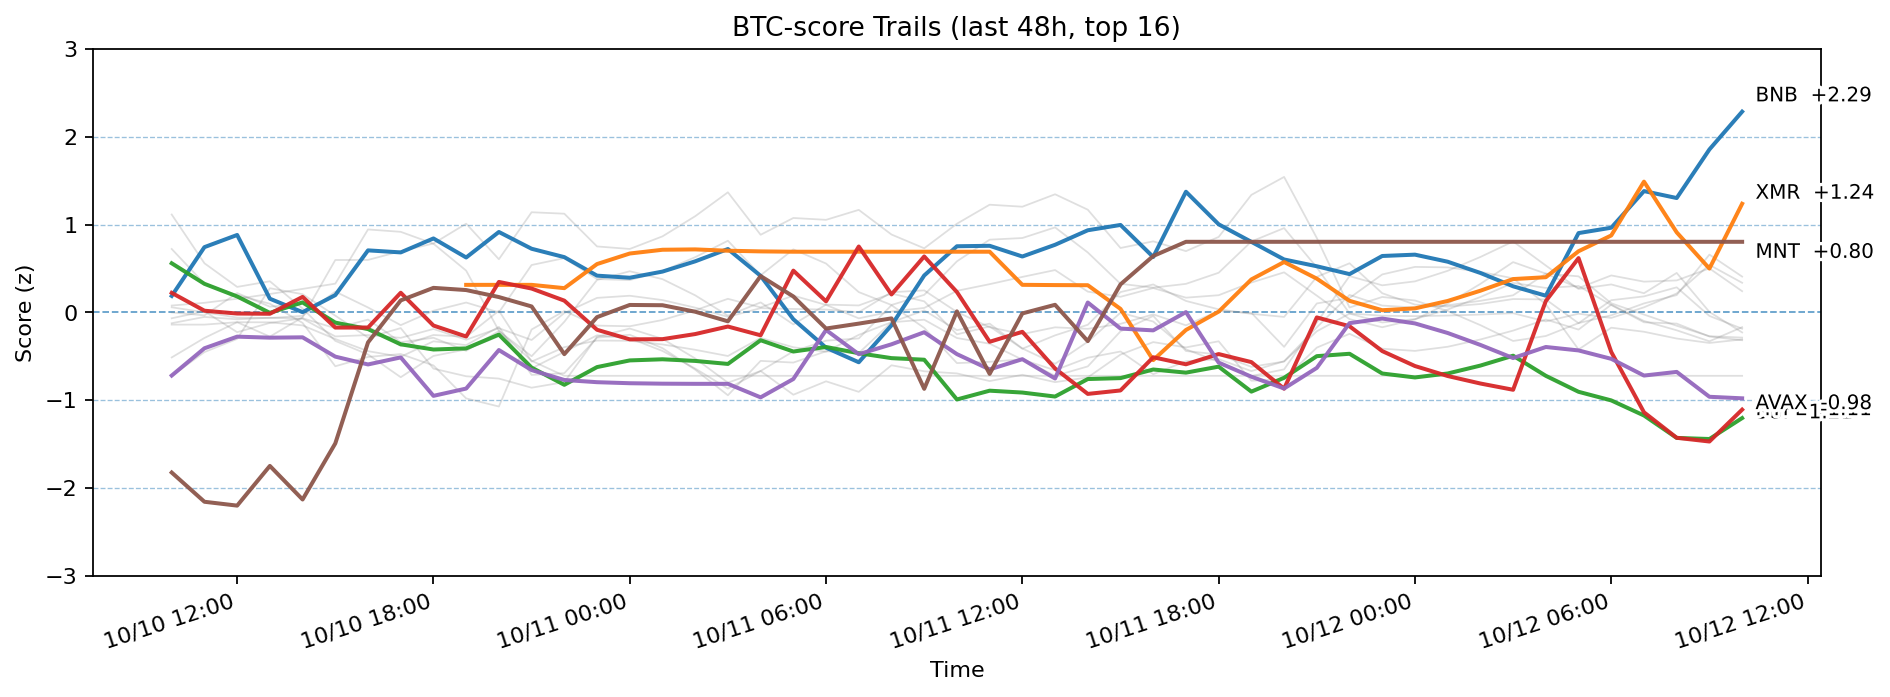 BTC-score Trails (last 48h, top 16)
3
2
1
0
−1
−2
−3
Score (z)
BNB +2.29
XMR +1.24
MNT +0.80
AVAX -0.98
10/10 12:00
10/10 18:00
10/11 00:00
10/11 06:00
10/11 12:00
10/11 18:00
10/12 00:00
10/12 06:00
10/12 12:00
Time